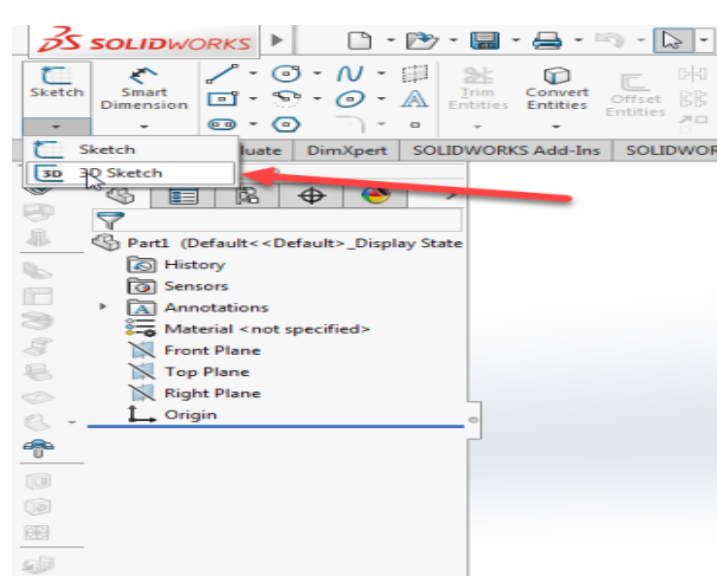 SOLIDWORKS
Sketch
Smart
Dimension
Trim
Entities
Convert
Entities
Offset
Entities
Sketch
3D Sketch
luate
DimXpert
SOLIDWORKS Add-Ins
SOLIDWOR
Part1 (Default<<Default>_Display State
History
Sensors
Annotations
Material <not specified>
Front Plane
Top Plane
Right Plane
Origin